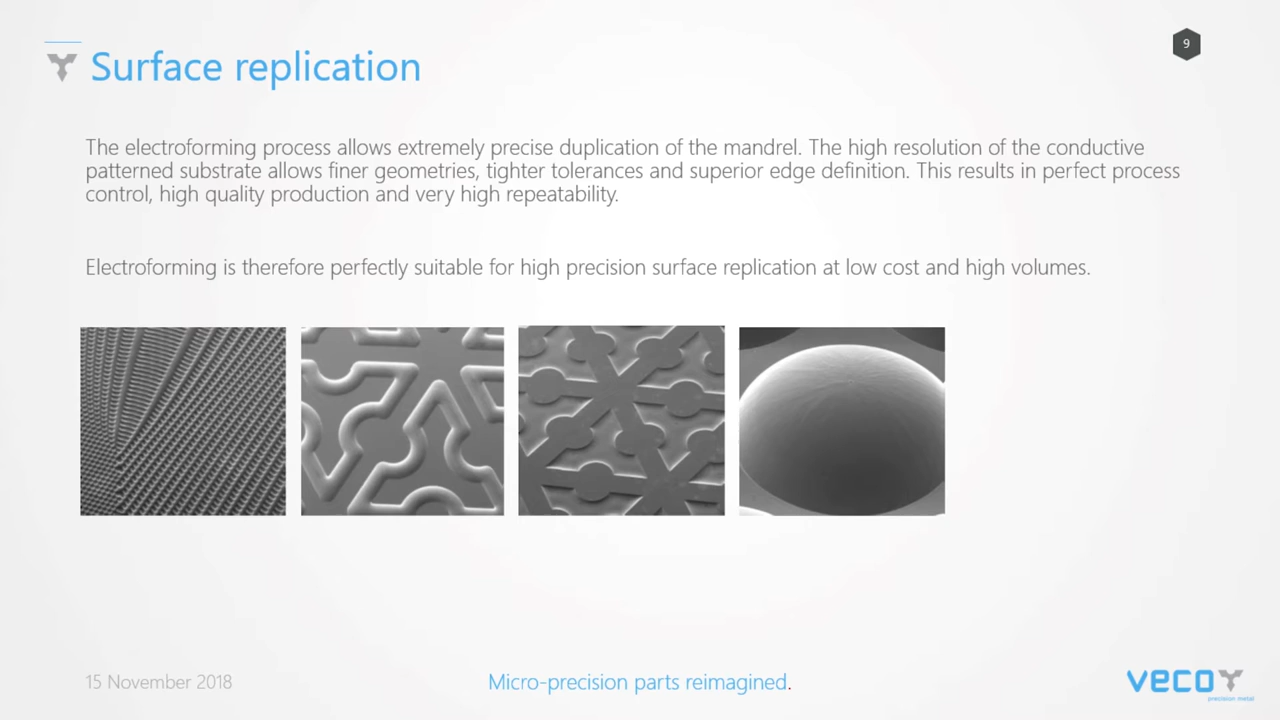 9
Surface replication
The electroforming process allows extremely precise duplication of the mandrel. The high resolution of the conductive
patterned substrate allows finer geometries, tighter tolerances and superior edge definition. This results in perfect process
control, high quality production and very high repeatability.
Electroforming is therefore perfectly suitable for high precision surface replication at low cost and high volumes.
15 November 2018
Micro-precision parts reimagined.
veco
precision metal